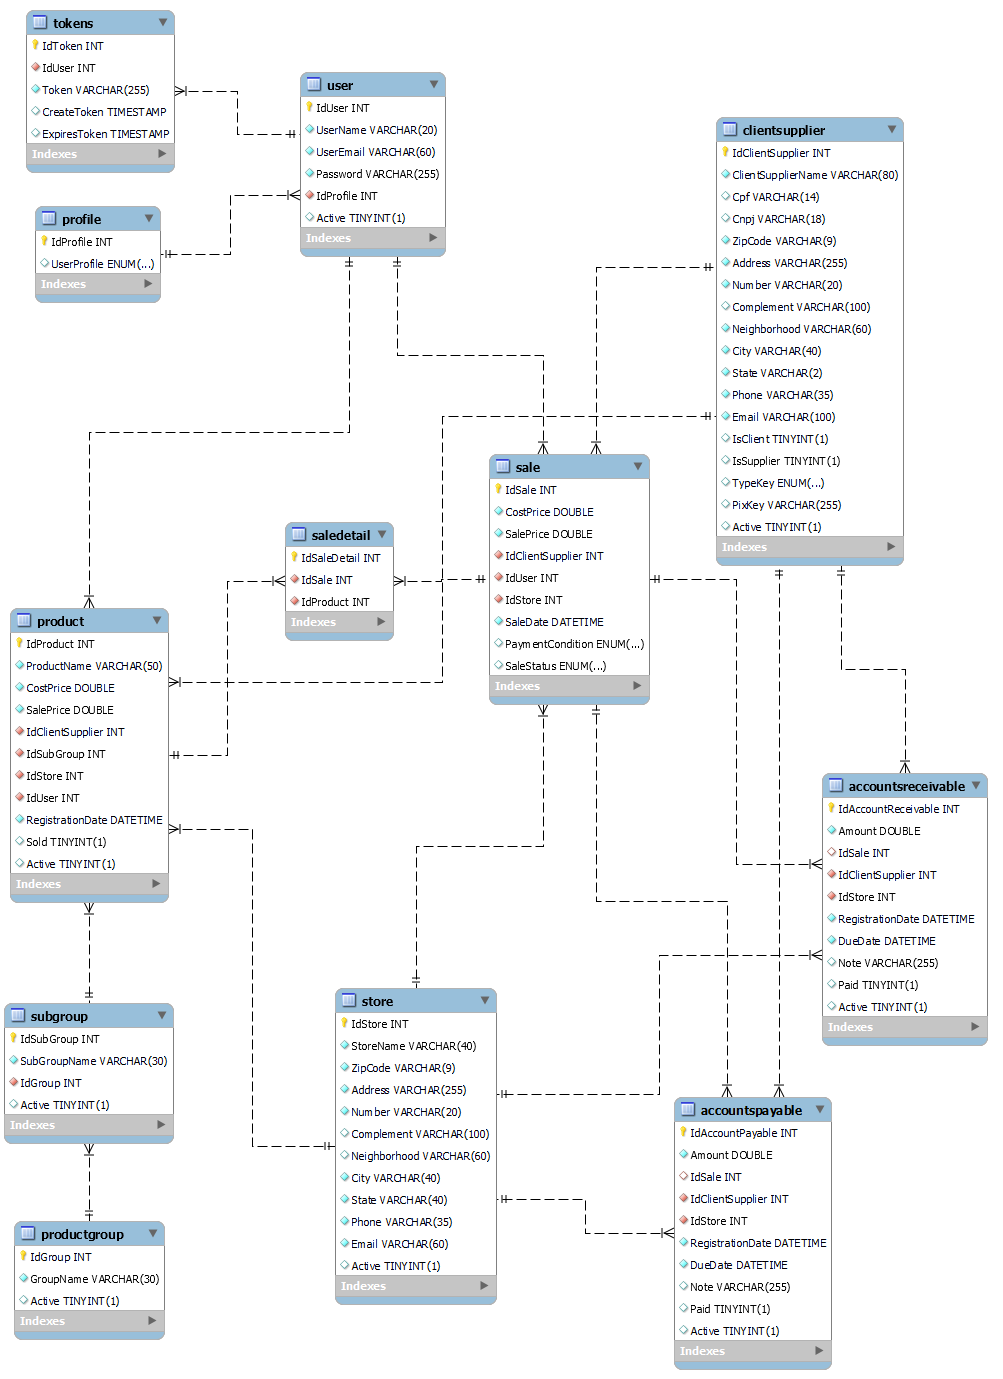 tokens
IdToken INT
IdUser INT
Token VARCHAR(255)
CreateToken TIMESTAMP
ExpiresToken TIMESTAMP
Indexes
user
IdUser INT
UserName VARCHAR(20)
UserEmail VARCHAR(60)
Password VARCHAR(255)
IdProfile INT
Active TINYINT(1)
Indexes
profile
IdProfile INT
UserProfile ENUM(...)
Indexes
clientsupplier
IdClientSupplier INT
ClientSupplierName VARCHAR(80)
Cpf VARCHAR(14)
Cnpj VARCHAR(18)
ZipCode VARCHAR(9)
Address VARCHAR(255)
Number VARCHAR(20)
Complement VARCHAR(100)
Neighborhood VARCHAR(60)
City VARCHAR(40)
State VARCHAR(2)
Phone VARCHAR(35)
Email VARCHAR(100)
IsClient TINYINT(1)
IsSupplier TINYINT(1)
TypeKey ENUM(...)
PixKey VARCHAR(255)
Active TINYINT(1)
Indexes
sale
IdSale INT
CostPrice DOUBLE
SalePrice DOUBLE
IdClientSupplier INT
IdUser INT
IdStore INT
SaleDate DATETIME
PaymentCondition ENUM(...)
SaleStatus ENUM(...)
Indexes
saledetail
IdSaleDetail INT
IdSale INT
IdProduct INT
Indexes
product
IdProduct INT
ProductName VARCHAR(50)
CostPrice DOUBLE
SalePrice DOUBLE
IdClientSupplier INT
IdSubGroup INT
IdStore INT
IdUser INT
RegistrationDate DATETIME
Sold TINYINT(1)
Active TINYINT(1)
Indexes
accountsreceivable
IdAccountReceivable INT
Amount DOUBLE
IdSale INT
IdClientSupplier INT
IdStore INT
RegistrationDate DATETIME
DueDate DATETIME
Note VARCHAR(255)
Paid TINYINT(1)
Active TINYINT(1)
Indexes
subgroup
IdSubGroup INT
SubGroupName VARCHAR(30)
IdGroup INT
Active TINYINT(1)
Indexes
store
IdStore INT
StoreName VARCHAR(40)
ZipCode VARCHAR(9)
Address VARCHAR(255)
Number VARCHAR(20)
Complement VARCHAR(100)
Neighborhood VARCHAR(60)
City VARCHAR(40)
State VARCHAR(40)
Phone VARCHAR(35)
Email VARCHAR(60)
Active TINYINT(1)
Indexes
accountspayable
IdAccountPayable INT
Amount DOUBLE
IdSale INT
IdClientSupplier INT
IdStore INT
RegistrationDate DATETIME
DueDate DATETIME
Note VARCHAR(255)
Paid TINYINT(1)
Active TINYINT(1)
Indexes
productgroup
IdGroup INT
GroupName VARCHAR(30)
Active TINYINT(1)
Indexes